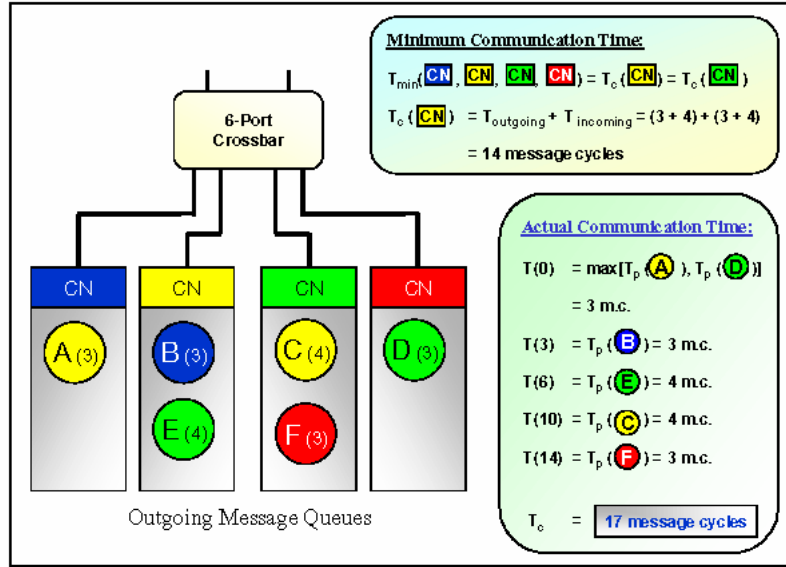 Minimum Communication Time:
Tmin(CN, CN, CN, CN) = Tc(CN) = Tc(CN)
Tc(CN) = Toutgoing + Tincoming = (3 + 4) + (3 + 4)
= 14 message cycles
6-Port
Crossbar
Actual Communication Time:
T(0) = max[Tp(A), Tp(D)]
= 3 m.c.
T(3) = Tp(B) = 3 m.c.
T(6) = Tp(E) = 4 m.c.
T(10) = Tp(C) = 4 m.c.
T(14) = Tp(F) = 3 m.c.
Tc = 17 message cycles
CN CN CN CN
A (3) B (3) C (4) D (3)
E (4) F (3)
Outgoing Message Queues